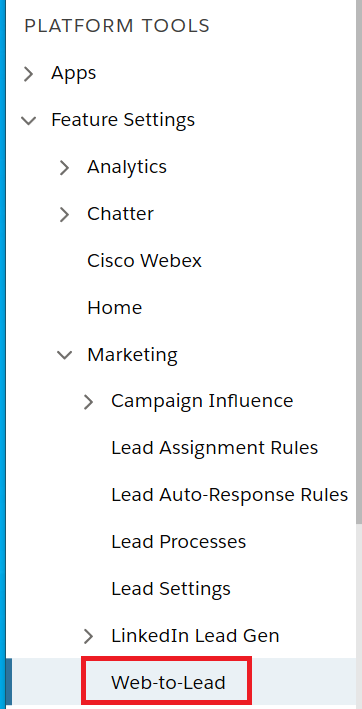 PLATFORM TOOLS
Apps
Feature Settings
Analytics
Chatter
Cisco Webex
Home
Marketing
Campaign Influence
Lead Assignment Rules
Lead Auto-Response Rules
Lead Processes
Lead Settings
LinkedIn Lead Gen
Web-to-Lead